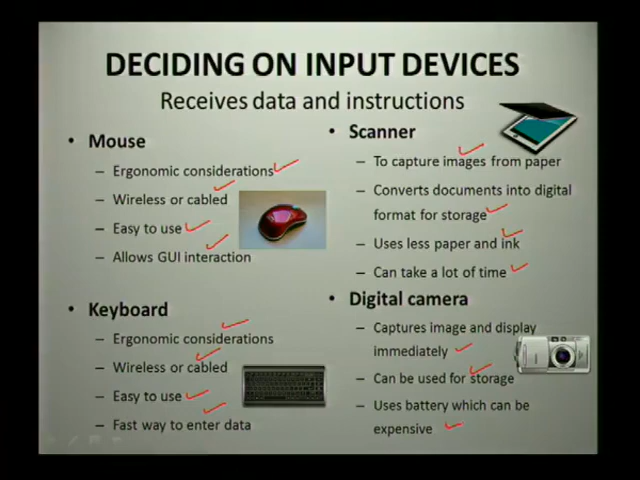 DECIDING ON INPUT DEVICES
Receives data and instructions
• Mouse
– Ergonomic considerations
– Wireless or cabled
– Easy to use
– Allows GUI interaction
• Keyboard
– Ergonomic considerations
– Wireless or cabled
– Easy to use
– Fast way to enter data
• Scanner
– To capture images from paper
– Converts documents into digital
format for storage
– Uses less paper and ink
– Can take a lot of time
• Digital camera
– Captures image and display
immediately
– Can be used for storage
– Uses battery which can be
expensive